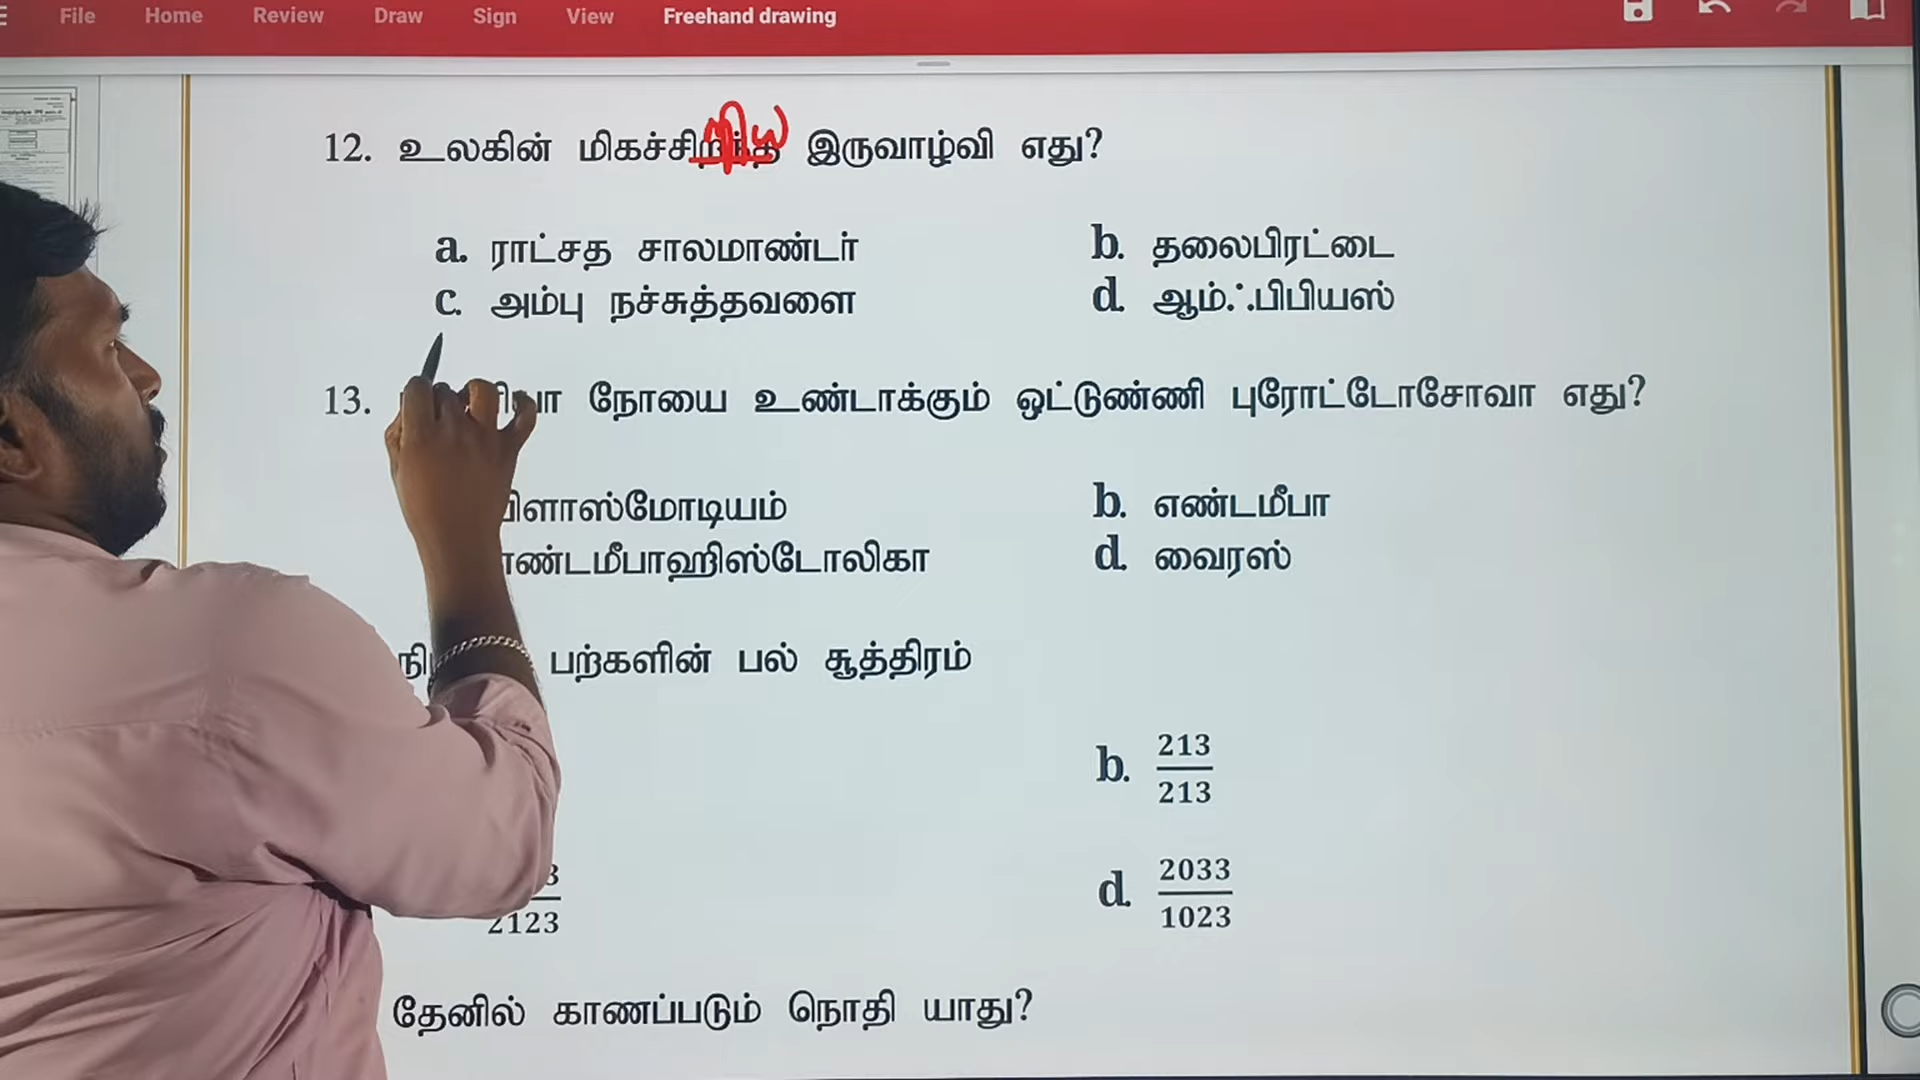 File Home Review Draw Sign View Freehand drawing
12. உலகின் மிகச்சிறிய இருவாழ்வி எது?
a. ராட்சத சாலமாண்டர் b. தலைபிரட்டை
c. அம்பு நச்சுத்தவளை d. ஆம்ஃபிபியஸ்
13. நோயை உண்டாக்கும் ஒட்டுண்ணி புரோட்டோசோவா எது?
பிளாஸ்மோடியம் b. எண்டமீபா
எண்டமீபாஹிஸ்டோலிகா d. வைரஸ்
பற்களின் பல் சூத்திரம்
b. 213
213
d. 2033
2123 1023
தேனில் காணப்படும் நொதி யாது?